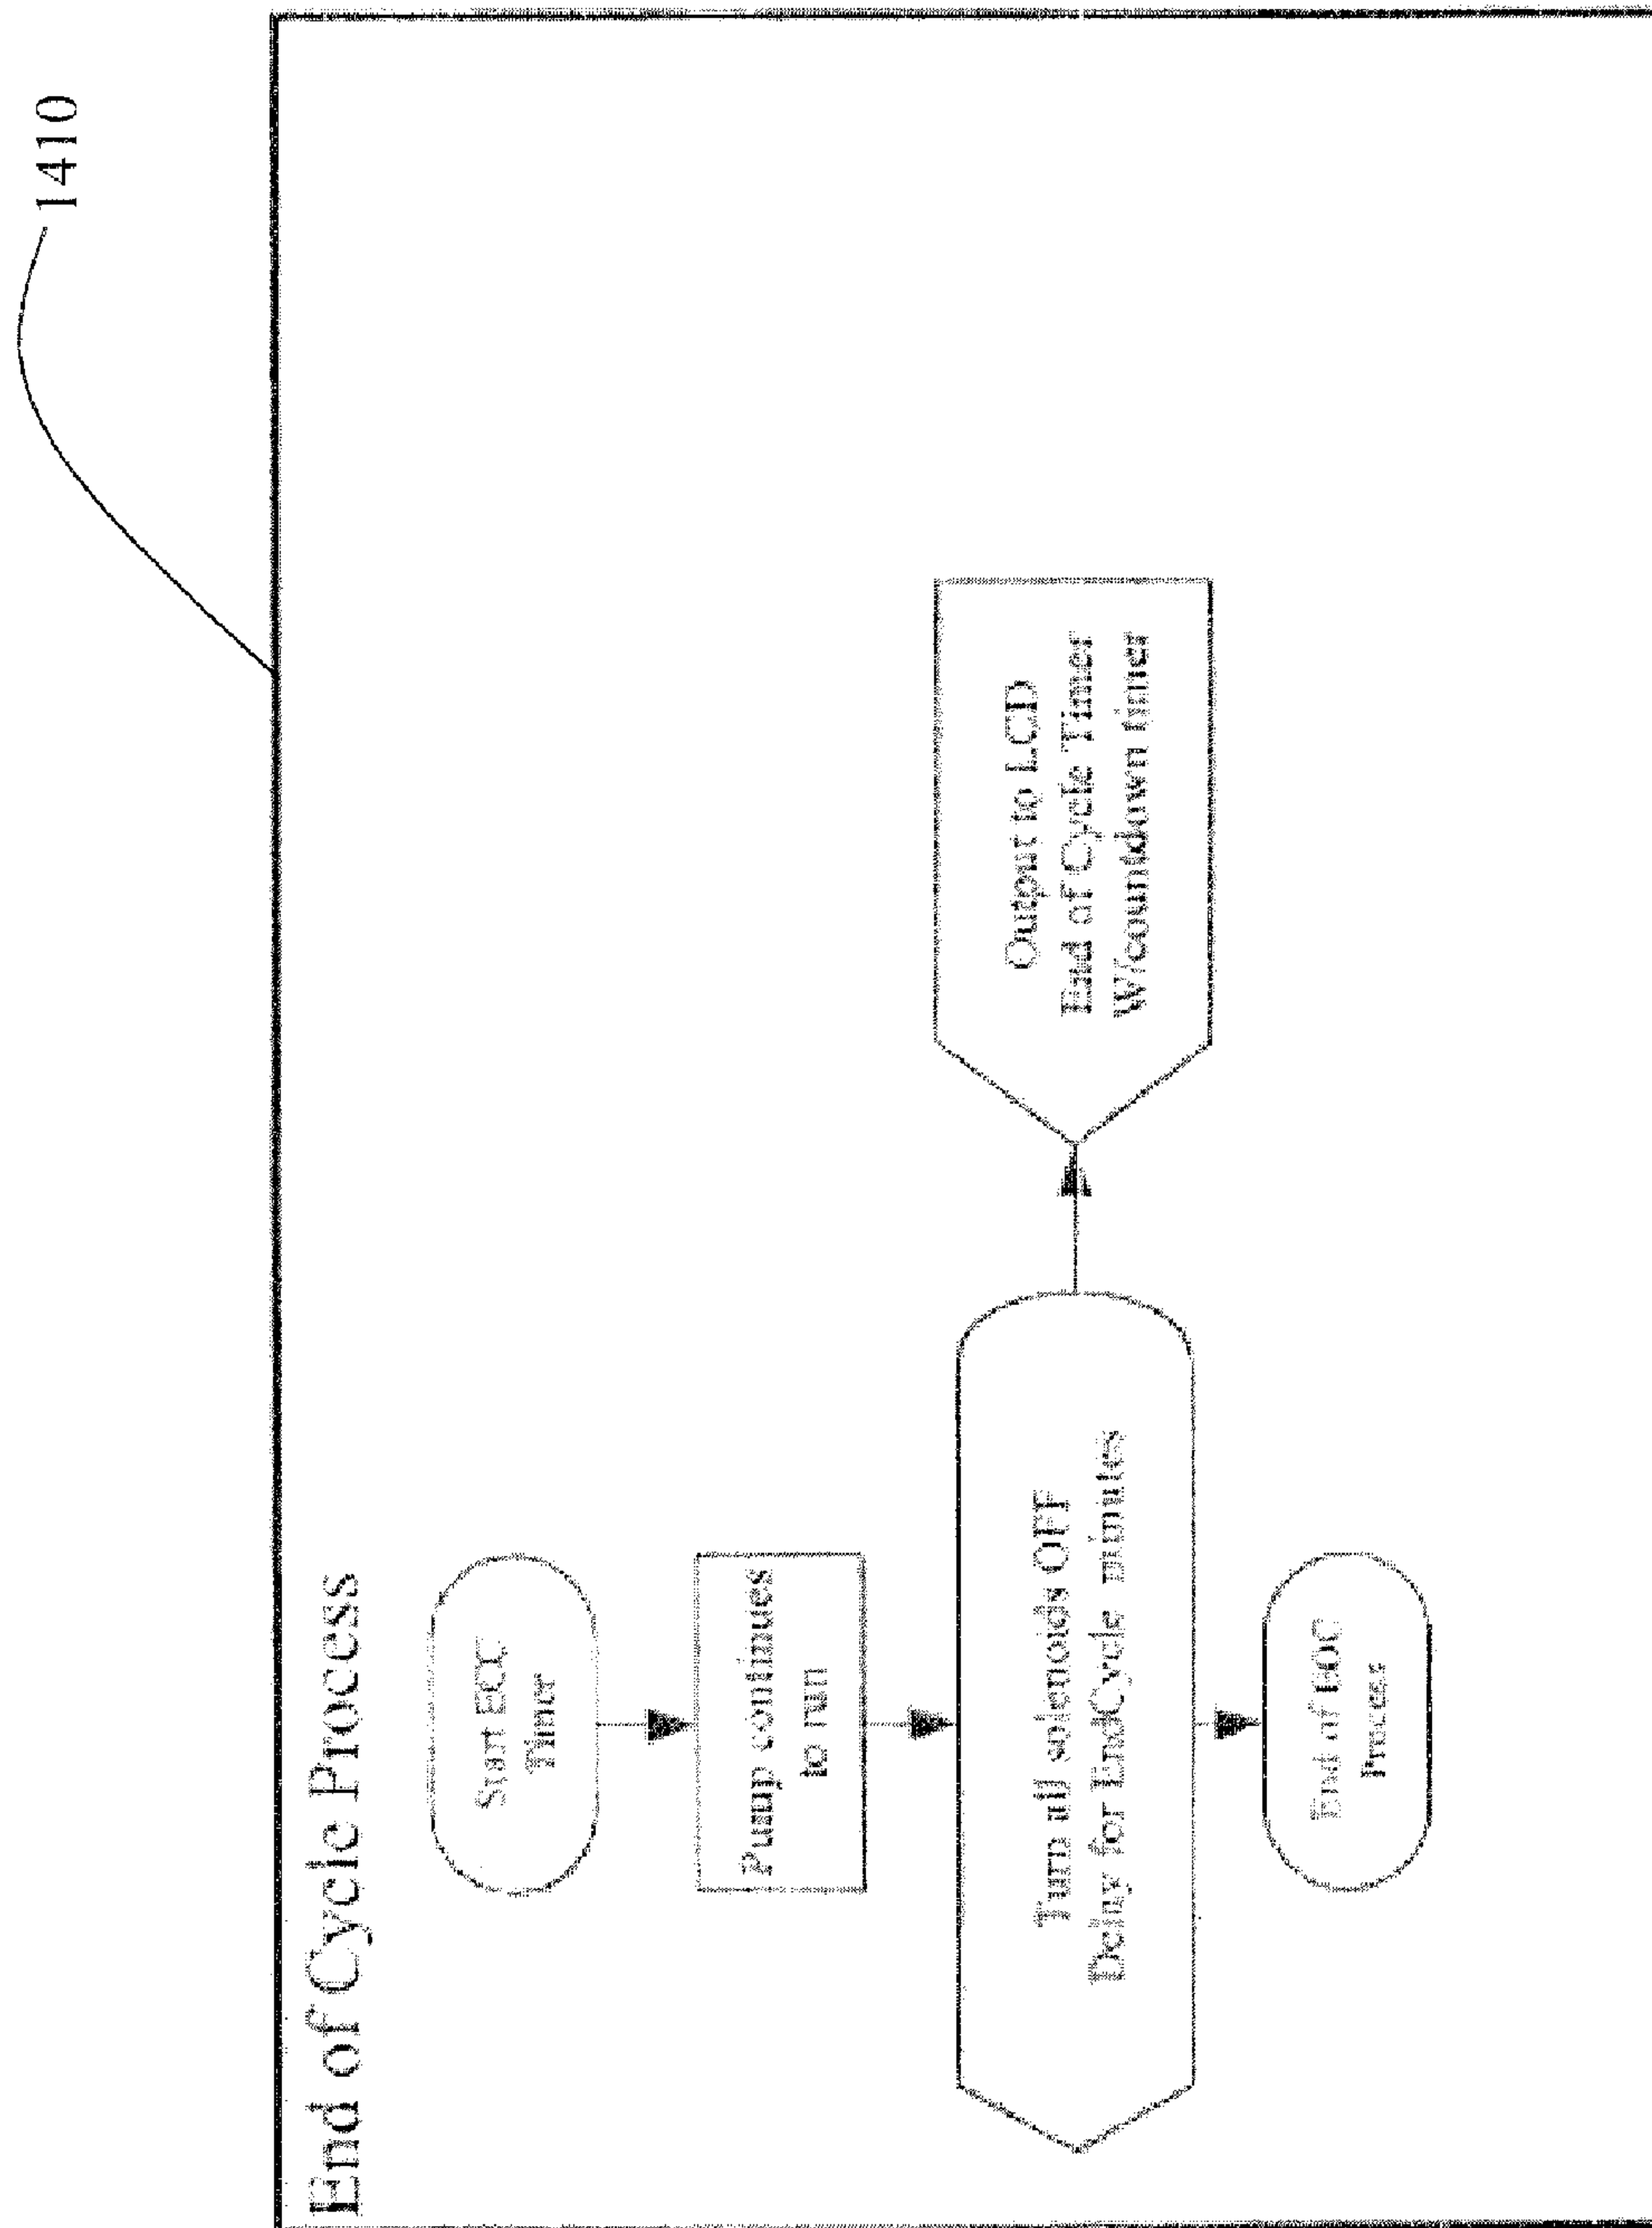 1410
End of Cycle Process
Start EOC
Timer
Pump continues
to run
Turn all solenoids OFF
Delay for EndCycle minutes
Output to LCD
End of Cycle Timer
W/countdown timer
End of EOC
Process